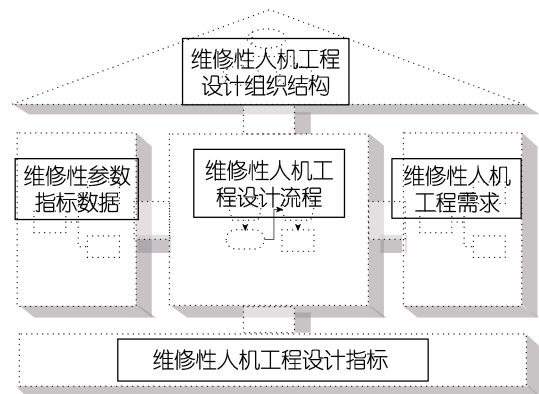 维修性人机工程
设计组织结构
维修性参数
指标数据
维修性人机工
程设计流程
维修性人机
工程需求
维修性人机工程设计指标